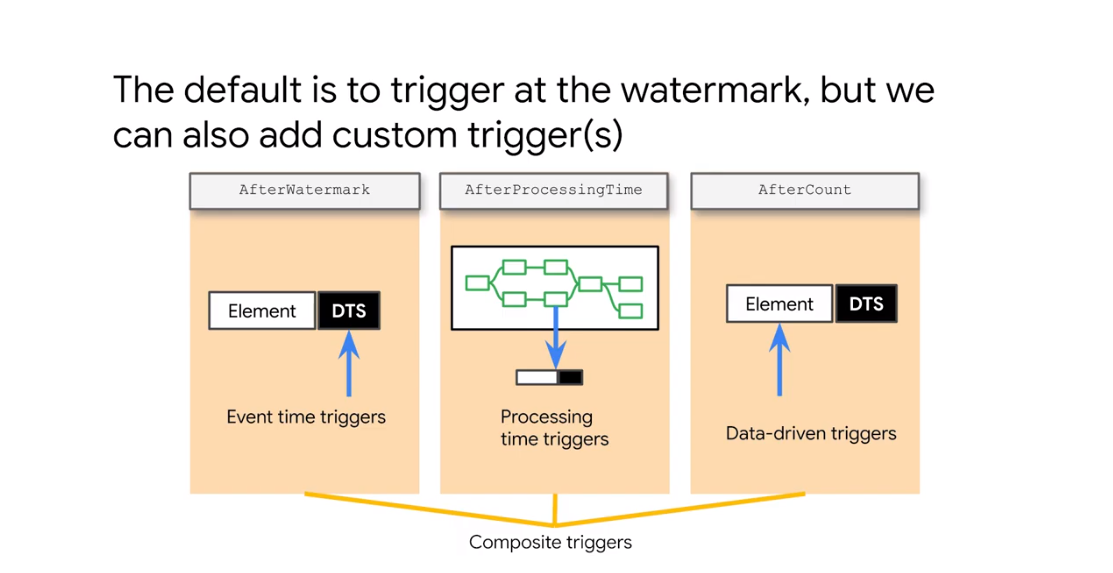 The default is to trigger at the watermark, but we
can also add custom trigger(s)
AfterWatermark
AfterProcessingTime
AfterCount
Element
DTS
Event time triggers
Processing
time triggers
Element
DTS
Data-driven triggers
Composite triggers